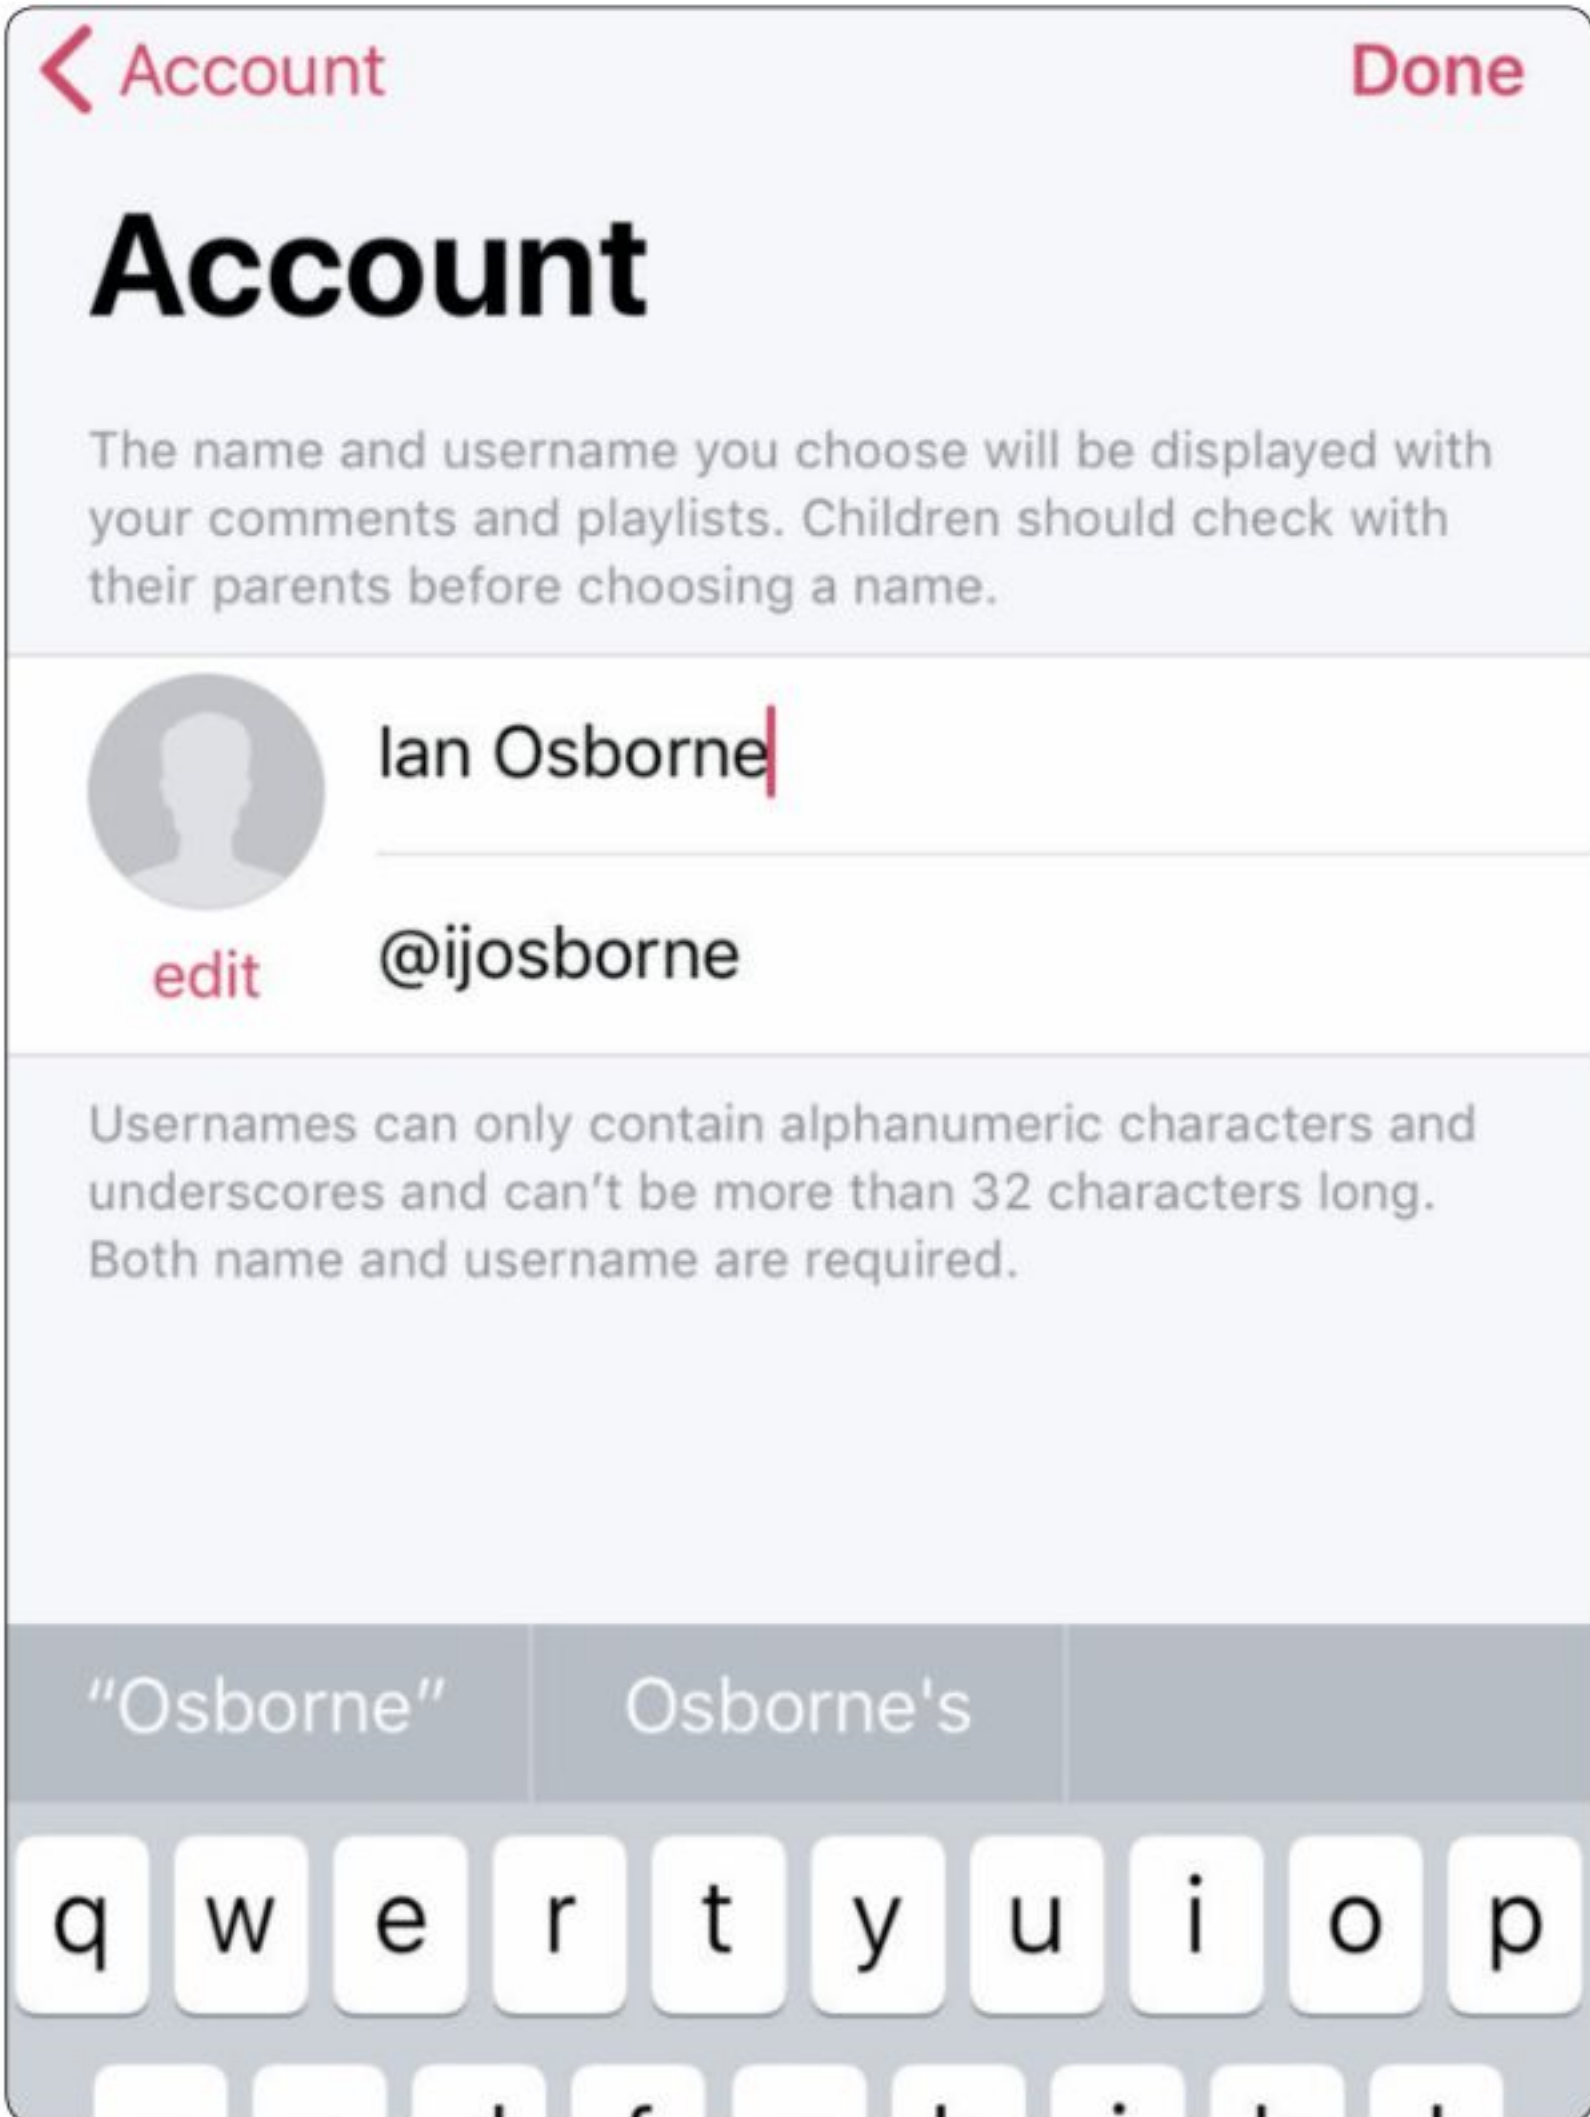 Account
Done
Account
The name and username you choose will be displayed with
your comments and playlists. Children should check with
their parents before choosing a name.
Ian Osborne
edit
@ijosborne
Usernames can only contain alphanumeric characters and
underscores and can’t be more than 32 characters long.
Both name and username are required.
“Osborne”
Osborne's
q w e r t y u i o p